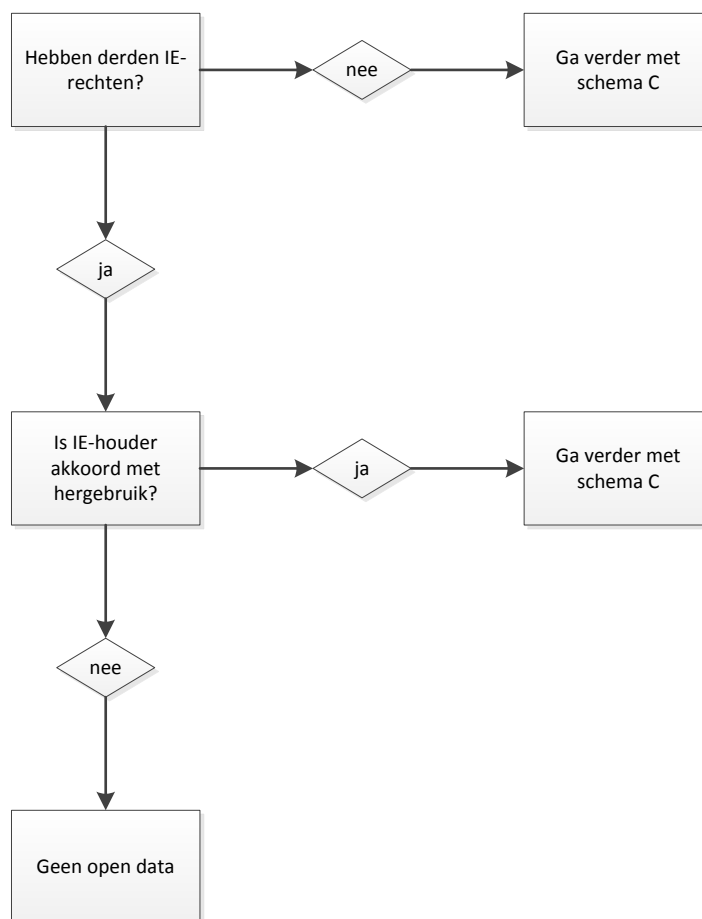 Hebben derden IE-
rechten?
nee
Ga verder met
schema C
ja
Is IE-houder
akkoord met
hergebruik?
ja
Ga verder met
schema C
nee
Geen open data